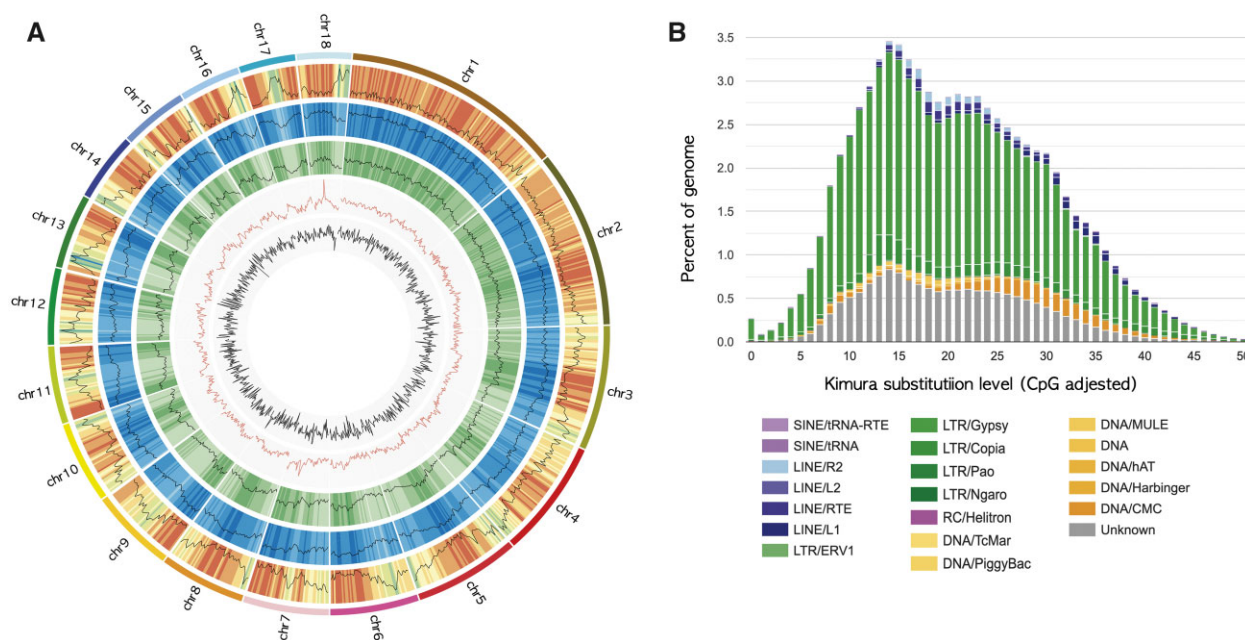 A
chr1
chr2
chr3
chr4
chr5
chr6
chr7
chr8
chr9
chr10
chr11
chr12
chr13
chr14
chr15
chr16
chr17
chr18
B
Percent of genome
3.5
3.0
2.5
2.0
1.5
1.0
0.5
0.0
0 5 10 15 20 25 30 35 40 45 50
Kimura substitutiion level (CpG adjested)
SINE/tRNA-RTE
SINE/tRNA
LINE/R2
LINE/L2
LINE/RTE
LINE/L1
LTR/ERV1
LTR/Gypsy
LTR/Copia
LTR/Pao
LTR/Ngaro
RC/Helitron
DNA/TcMar
DNA/PiggyBac
DNA/MULE
DNA
DNA/hAT
DNA/Harbinger
DNA/CMC
Unknown